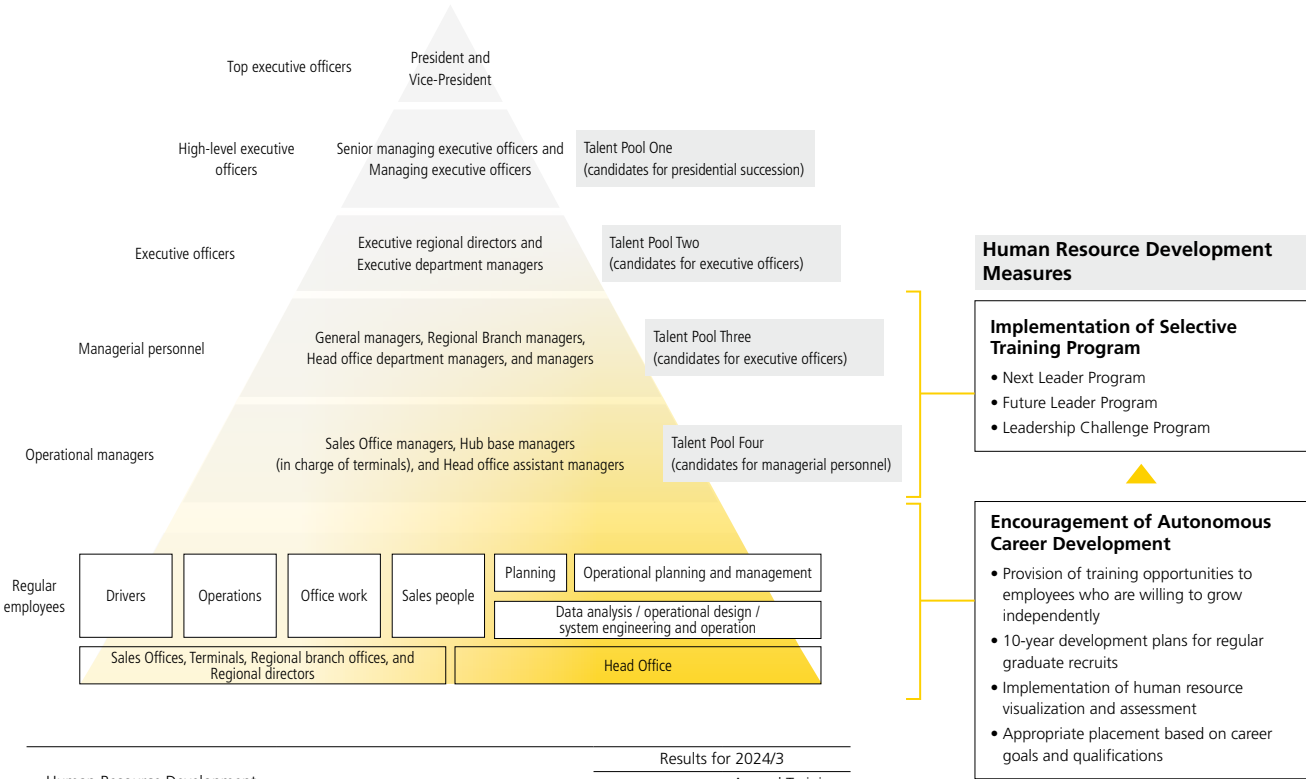 Top executive officers
President and
Vice-President
High-level executive
officers
Senior managing executive officers and
Managing executive officers
Talent Pool One
(candidates for presidential succession)
Executive officers
Executive regional directors and
Executive department managers
Talent Pool Two
(candidates for executive officers)
Managerial personnel
General managers, Regional Branch managers,
Head office department managers, and managers
Talent Pool Three
(candidates for executive officers)
Operational managers
Sales Office managers, Hub base managers
(in charge of terminals), and Head office assistant managers
Talent Pool Four
(candidates for managerial personnel)
Regular
employees
Drivers
Operations
Office work
Sales people
Planning
Operational planning and management
Data analysis / operational design /
system engineering and operation
Sales Offices, Terminals, Regional branch offices, and
Regional directors
Head Office
Human Resource Development
Measures
Implementation of Selective
Training Program
• Next Leader Program
• Future Leader Program
• Leadership Challenge Program
Encouragement of Autonomous
Career Development
• Provision of training opportunities to
employees who are willing to grow
independently
• 10-year development plans for regular
graduate recruits
• Implementation of human resource
visualization and assessment
• Appropriate placement based on career
goals and qualifications
Results for 2024/3
Human Resource Development